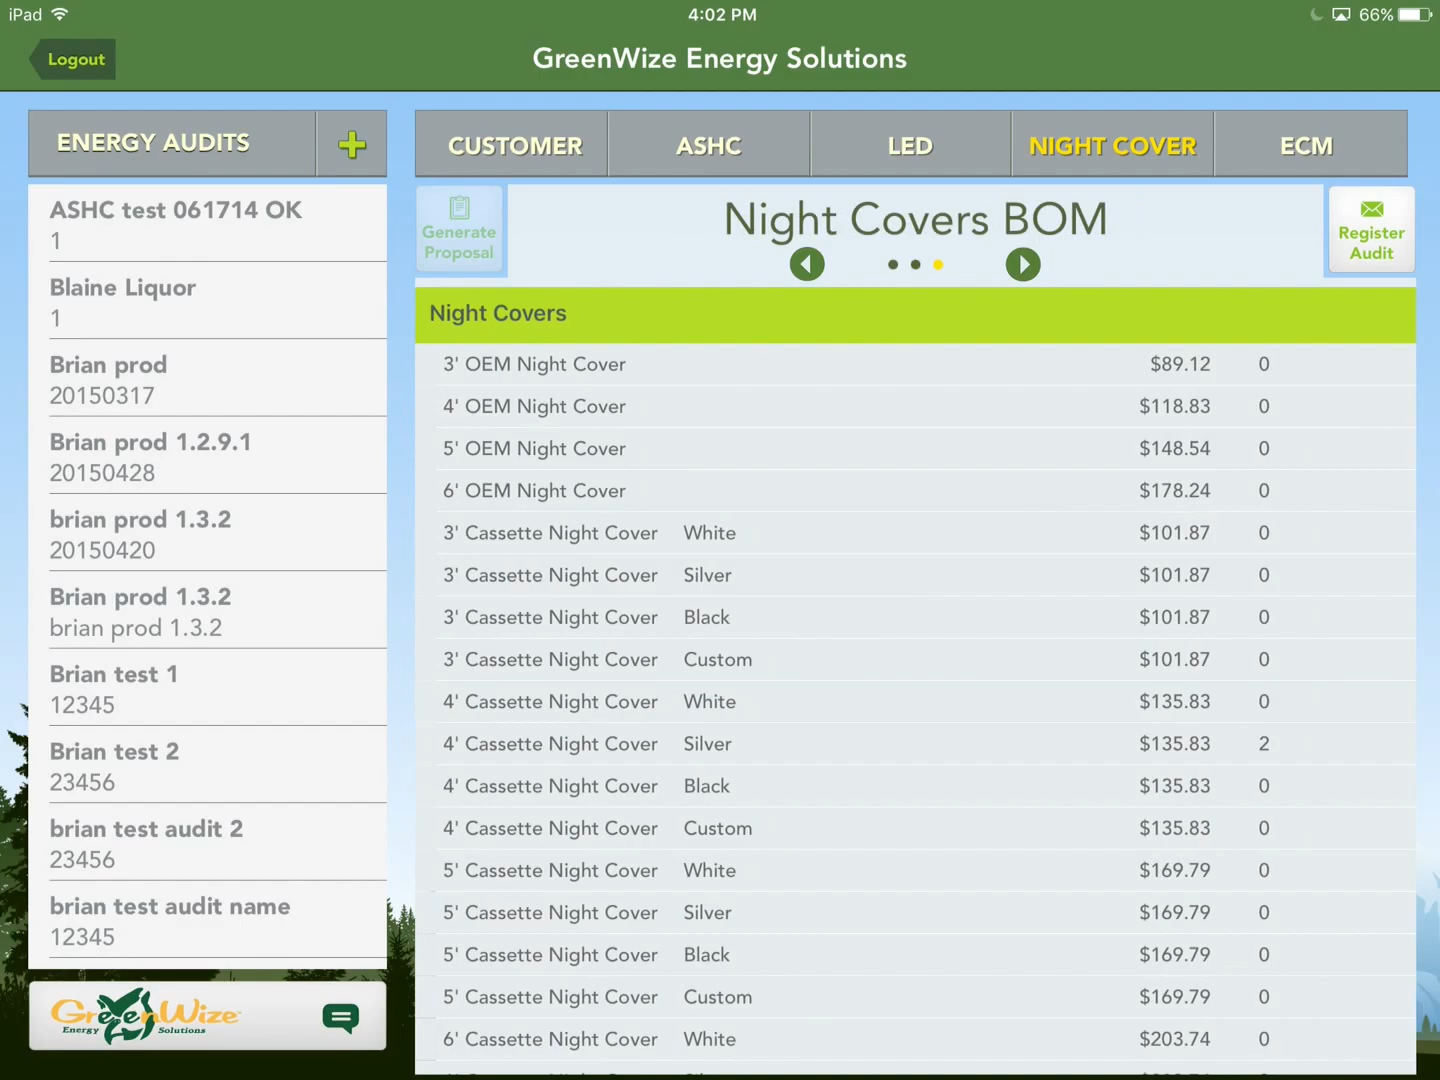 iPad
4:02 PM
66%
Logout
GreenWize Energy Solutions
ENERGY AUDITS
CUSTOMER
ASHC
LED
NIGHT COVER
ECM
ASHC test 061714 OK
1
Blaine Liquor
1
Brian prod
20150317
Brian prod 1.2.9.1
20150428
brian prod 1.3.2
20150420
Brian prod 1.3.2
brian prod 1.3.2
Brian test 1
12345
Brian test 2
23456
brian test audit 2
23456
brian test audit name
12345
GreenWize
Energy Solutions
Generate
Proposal
Night Covers BOM
Register
Audit
Night Covers
3' OEM Night Cover $89.12 0
4' OEM Night Cover $118.83 0
5' OEM Night Cover $148.54 0
6' OEM Night Cover $178.24 0
3' Cassette Night Cover White $101.87 0
3' Cassette Night Cover Silver $101.87 0
3' Cassette Night Cover Black $101.87 0
3' Cassette Night Cover Custom $101.87 0
4' Cassette Night Cover White $135.83 0
4' Cassette Night Cover Silver $135.83 2
4' Cassette Night Cover Black $135.83 0
4' Cassette Night Cover Custom $135.83 0
5' Cassette Night Cover White $169.79 0
5' Cassette Night Cover Silver $169.79 0
5' Cassette Night Cover Black $169.79 0
5' Cassette Night Cover Custom $169.79 0
6' Cassette Night Cover White $203.74 0